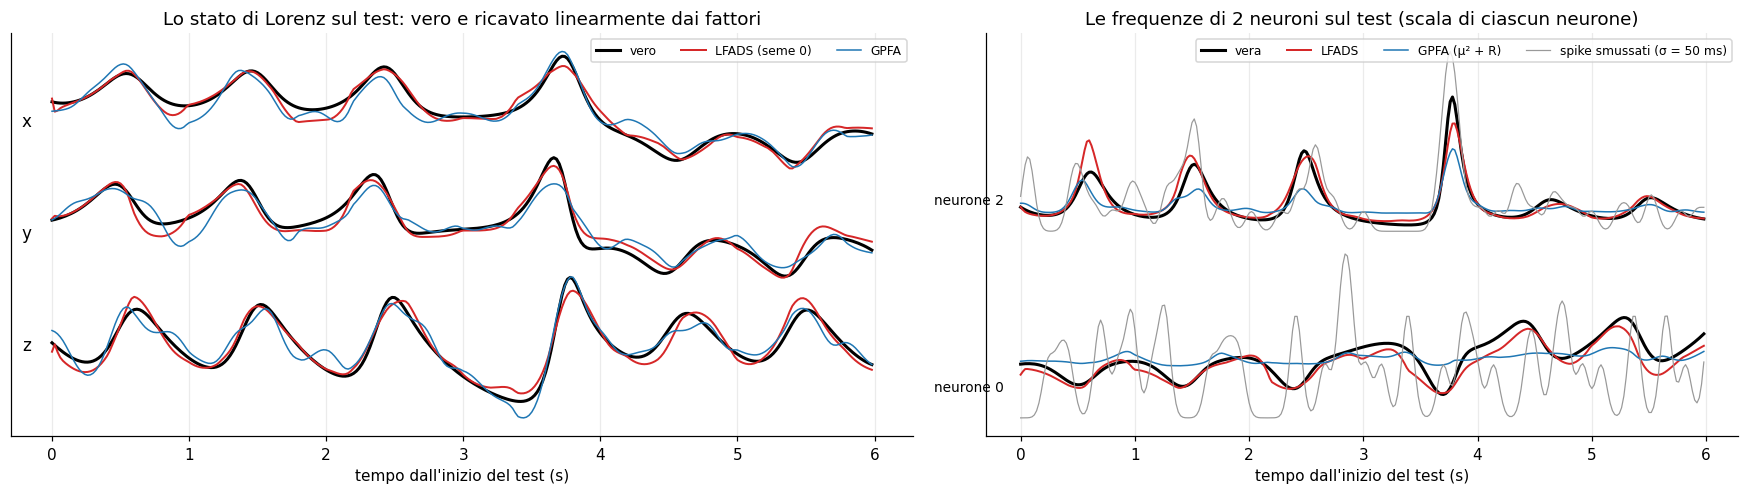 Lo stato di Lorenz sul test: vero e ricavato linearmente dai fattori
vero LFADS (seme 0) GPFA
x
y
z
0 1 2 3 4 5 6
tempo dall'inizio del test (s)
Le frequenze di 2 neuroni sul test (scala di ciascun neurone)
vera LFADS GPFA (μ² + R) spike smussati (σ = 50 ms)
neurone 2
neurone 0
0 1 2 3 4 5 6
tempo dall'inizio del test (s)